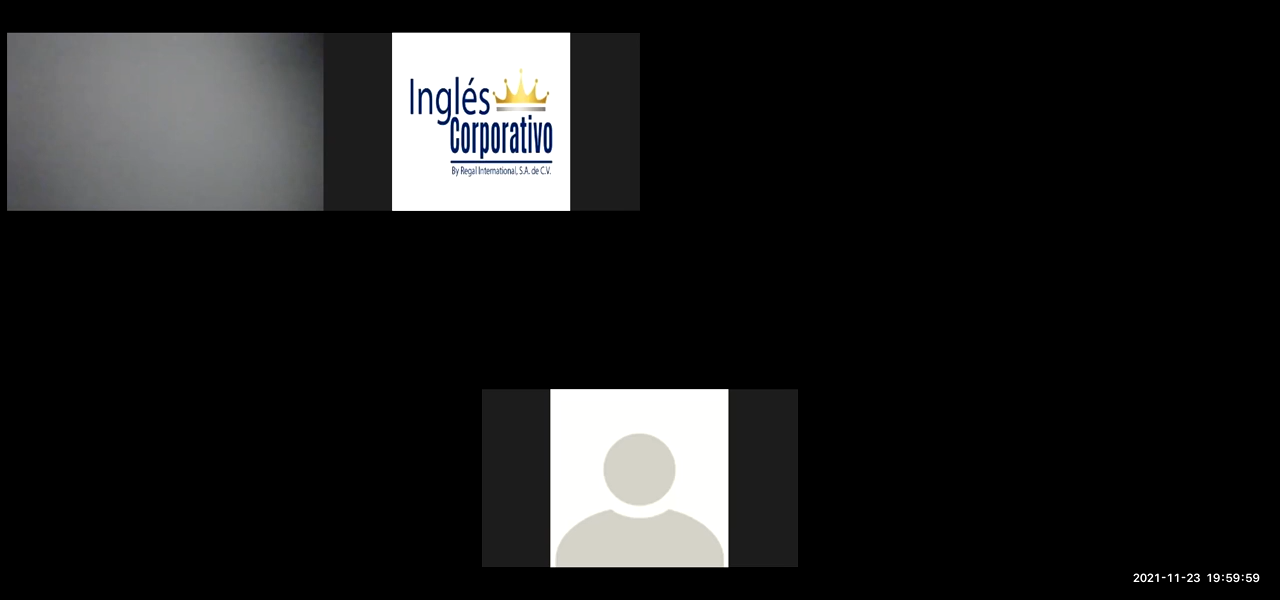 Inglés
Corporativo
By Regal International, S.A. de C.V.
2021-11-23 19:59:59